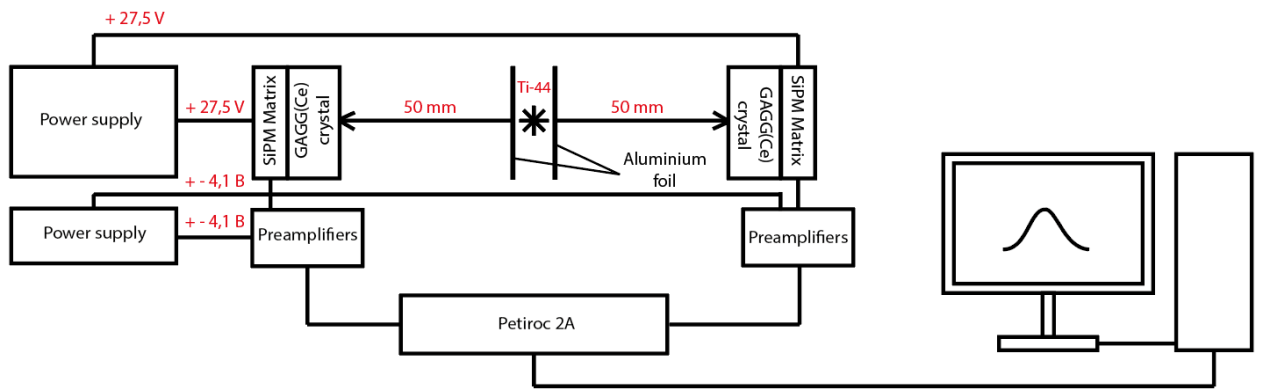 + 27,5 V
Power supply
+ 27,5 V
SiPM Matrix
GAGG(Ce)
crystal
50 mm
Ti-44
50 mm
GAGG(Ce)
crystal
SiPM Matrix
Aluminium
foil
+ - 4,1 В
Power supply
+ - 4,1 В
Preamplifiers
Preamplifiers
Petiroc 2A